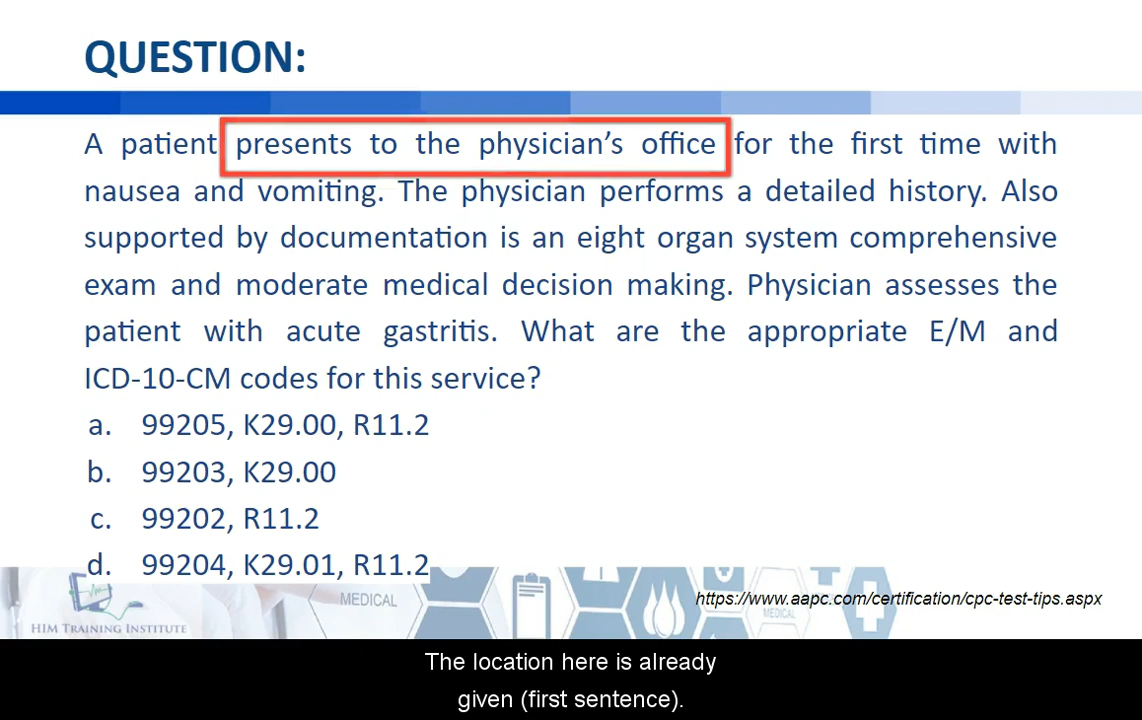 QUESTION:
A patient presents to the physician’s office for the first time with
nausea and vomiting. The physician performs a detailed history. Also
supported by documentation is an eight organ system comprehensive
exam and moderate medical decision making. Physician assesses the
patient with acute gastritis. What are the appropriate E/M and
ICD-10-CM codes for this service?
a. 99205, K29.00, R11.2
b. 99203, K29.00
c. 99202, R11.2
d. 99204, K29.01, R11.2
MEDICAL
https://www.aapc.com/certification/cpc-test-tips.aspx
MEDICAL
HIM TRAINING INSTITUTE
The location here is already
given (first sentence).